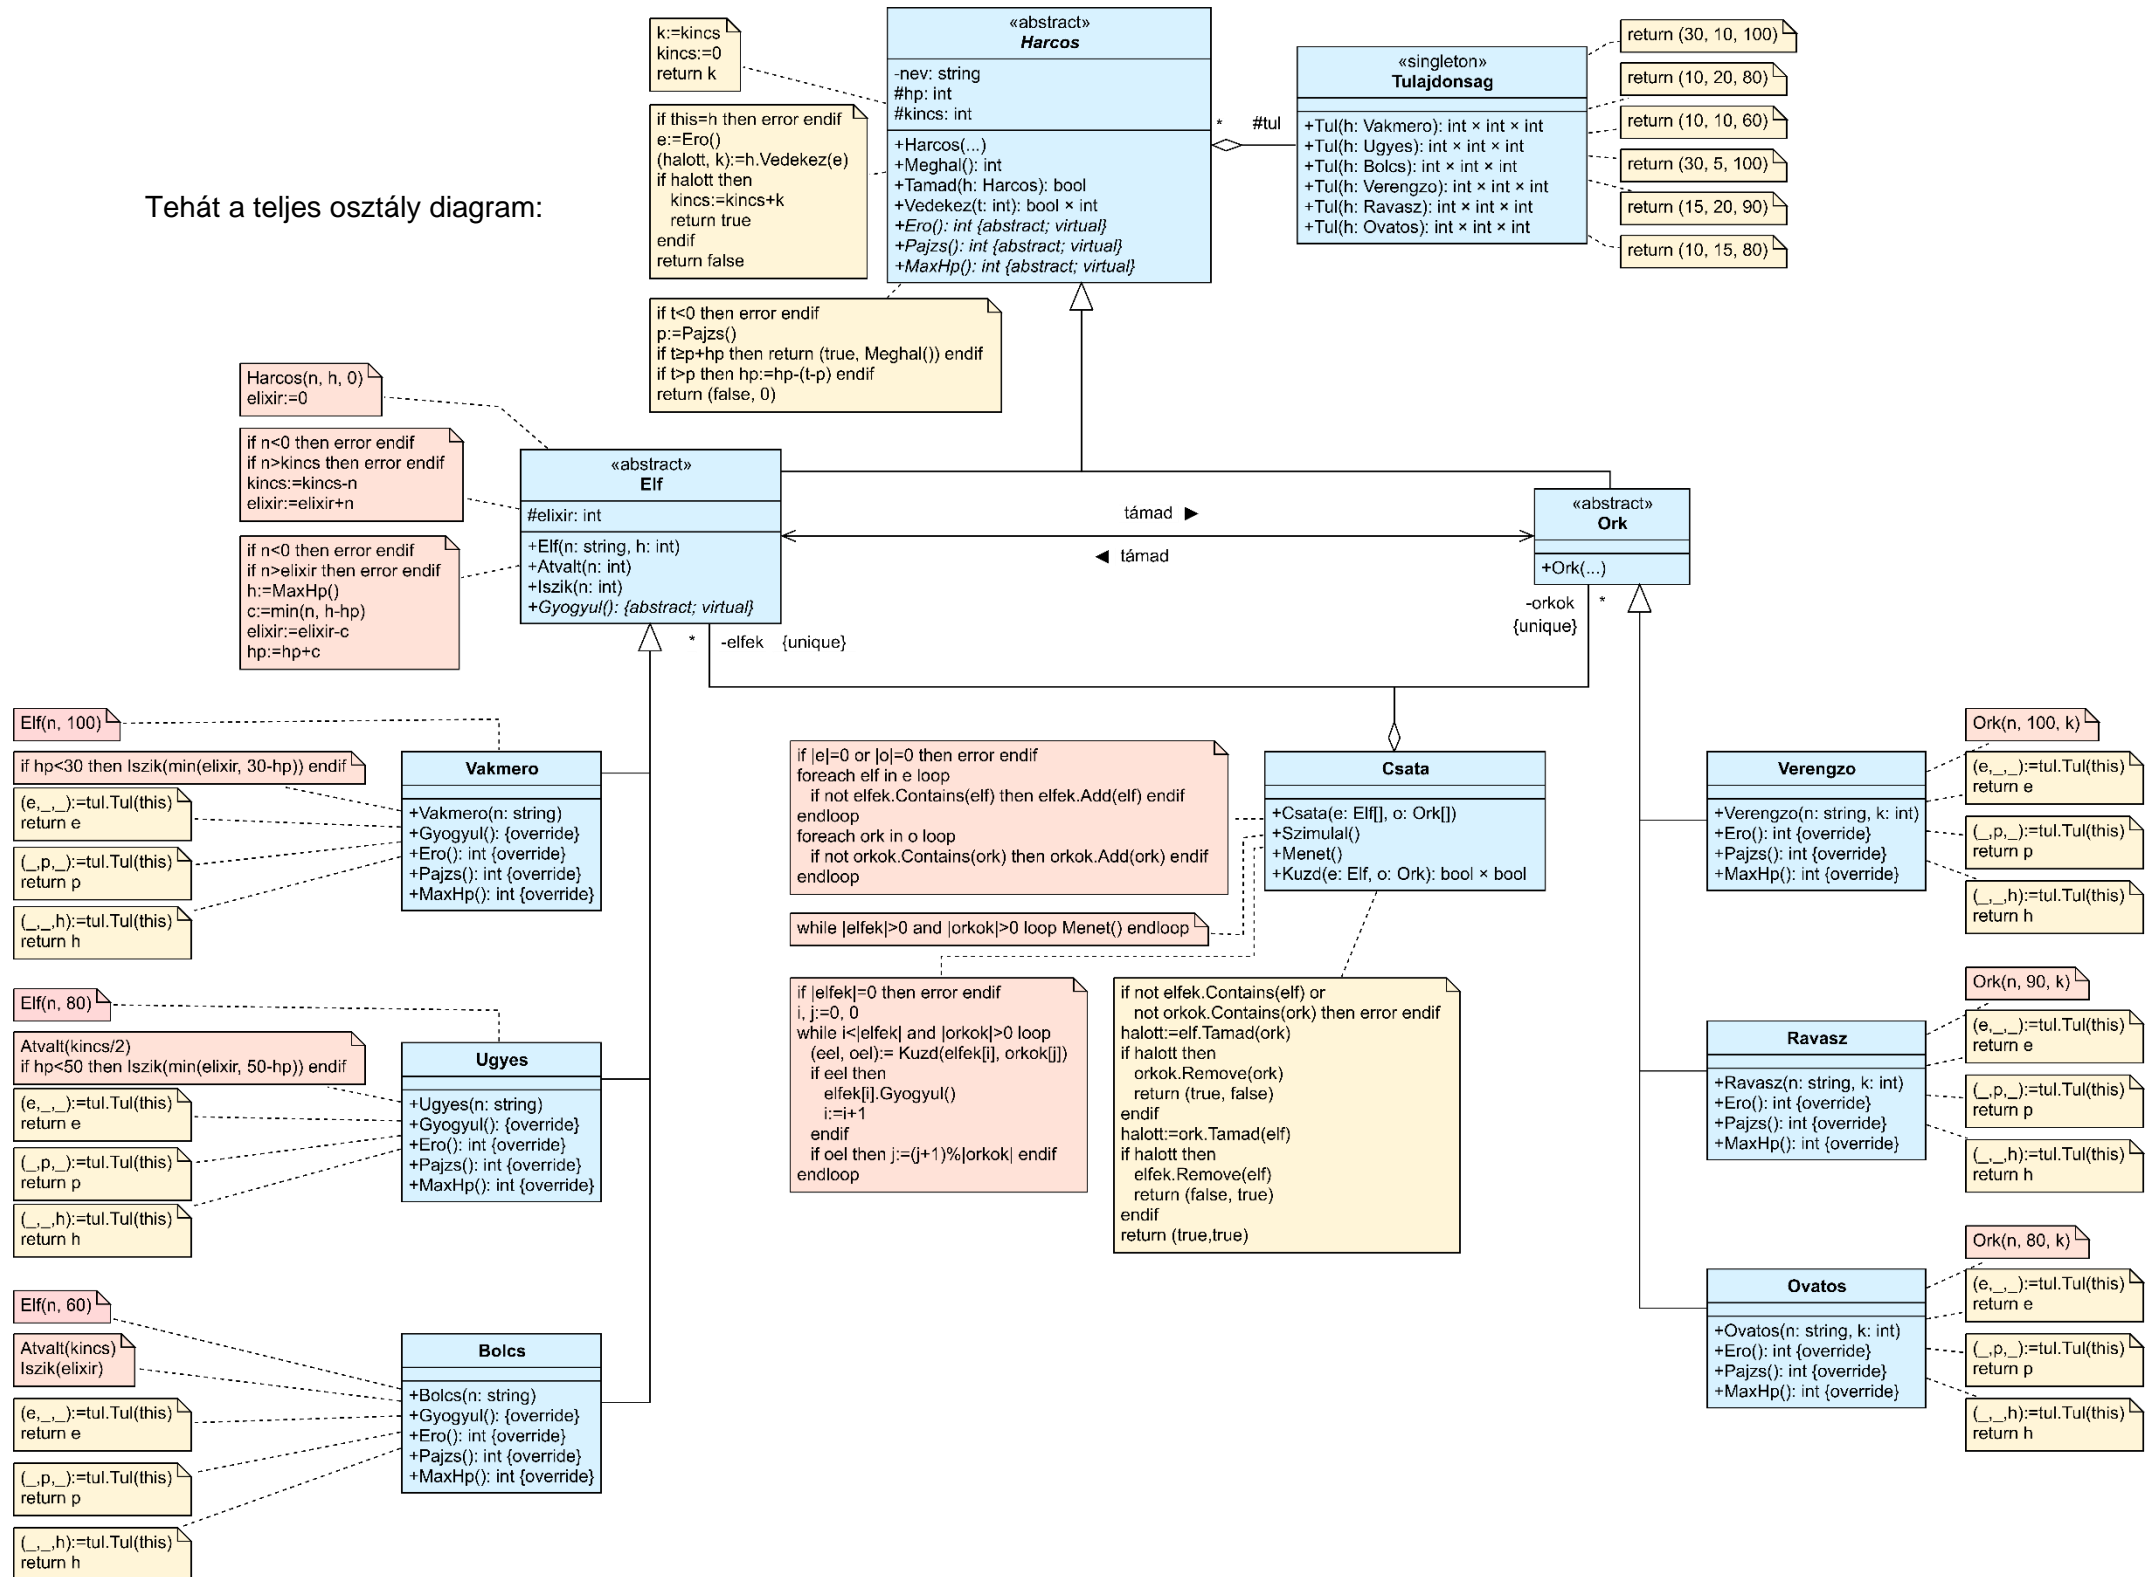 Tehát a teljes osztály diagram:
k:=kincs
kincs:=0
return k
if this=h then error endif
e:=Ero()
(halott, k):=h.Vedekez(e)
if halott then
kincs:=kincs+k
return true
endif
return false
if t<0 then error endif
p:=Pajzs()
if t≥p+hp then return (true, Meghal()) endif
if t>p then hp:=hp-(t-p) endif
return (false, 0)
«abstract»
Harcos
-nev: string
#hp: int
#kincs: int
+Harcos(...)
+Meghal(): int
+Tamad(h: Harcos): bool
+Vedekez(t: int): bool × int
+Ero(): int {abstract; virtual}
+Pajzs(): int {abstract; virtual}
+MaxHp(): int {abstract; virtual}
* #tul
«singleton»
Tulajdonsag
+Tul(h: Vakmero): int × int × int
+Tul(h: Ugyes): int × int × int
+Tul(h: Bolcs): int × int × int
+Tul(h: Verengzo): int × int × int
+Tul(h: Ravasz): int × int × int
+Tul(h: Ovatos): int × int × int
return (30, 10, 100)
return (10, 20, 80)
return (10, 10, 60)
return (30, 5, 100)
return (15, 20, 90)
return (10, 15, 80)
Harcos(n, h, 0)
elixir:=0
if n<0 then error endif
if n>kincs then error endif
kincs:=kincs-n
elixir:=elixir+n
if n<0 then error endif
if n>elixir then error endif
h:=MaxHp()
c:=min(n, h-hp)
elixir:=elixir-c
hp:=hp+c
«abstract»
Elf
#elixir: int
+Elf(n: string, h: int)
+Atvalt(n: int)
+Iszik(n: int)
+Gyogyul(): {abstract; virtual}
támad ►
◄ támad
«abstract»
Ork
+Ork(...)
* -elfek {unique}
-orkok *
{unique}
Elf(n, 100)
if hp<30 then Iszik(min(elixir, 30-hp)) endif
(e,_,_):=tul.Tul(this)
return e
(_,p,_):=tul.Tul(this)
return p
(_,_,h):=tul.Tul(this)
return h
Vakmero
+Vakmero(n: string)
+Gyogyul(): {override}
+Ero(): int {override}
+Pajzs(): int {override}
+MaxHp(): int {override}
Elf(n, 80)
Atvalt(kincs/2)
if hp<50 then Iszik(min(elixir, 50-hp)) endif
(e,_,_):=tul.Tul(this)
return e
(_,p,_):=tul.Tul(this)
return p
(_,_,h):=tul.Tul(this)
return h
Ugyes
+Ugyes(n: string)
+Gyogyul(): {override}
+Ero(): int {override}
+Pajzs(): int {override}
+MaxHp(): int {override}
Elf(n, 60)
Atvalt(kincs)
Iszik(elixir)
(e,_,_):=tul.Tul(this)
return e
(_,p,_):=tul.Tul(this)
return p
(_,_,h):=tul.Tul(this)
return h
Bolcs
+Bolcs(n: string)
+Gyogyul(): {override}
+Ero(): int {override}
+Pajzs(): int {override}
+MaxHp(): int {override}
if |e|=0 or |o|=0 then error endif
foreach elf in e loop
if not elfek.Contains(elf) then elfek.Add(elf) endif
endloop
foreach ork in o loop
if not orkok.Contains(ork) then orkok.Add(ork) endif
endloop
while |elfek|>0 and |orkok|>0 loop Menet() endloop
if |elfek|=0 then error endif
i, j:=0, 0
while i<|elfek| and |orkok|>0 loop
(eel, oel):= Kuzd(elfek[i], orkok[j])
if eel then
elfek[i].Gyogyul()
i:=i+1
endif
if oel then j:=(j+1)%|orkok| endif
endloop
Csata
+Csata(e: Elf[], o: Ork[])
+Szimulal()
+Menet()
+Kuzd(e: Elf, o: Ork): bool × bool
if not elfek.Contains(elf) or
not orkok.Contains(ork) then error endif
halott:=elf.Tamad(ork)
if halott then
orkok.Remove(ork)
return (true, false)
endif
halott:=ork.Tamad(elf)
if halott then
elfek.Remove(elf)
return (false, true)
endif
return (true,true)
Verengzo
+Verengzo(n: string, k: int)
+Ero(): int {override}
+Pajzs(): int {override}
+MaxHp(): int {override}
Ork(n, 100, k)
(e,_,_):=tul.Tul(this)
return e
(_,p,_):=tul.Tul(this)
return p
(_,_,h):=tul.Tul(this)
return h
Ravasz
+Ravasz(n: string, k: int)
+Ero(): int {override}
+Pajzs(): int {override}
+MaxHp(): int {override}
Ork(n, 90, k)
(e,_,_):=tul.Tul(this)
return e
(_,p,_):=tul.Tul(this)
return p
(_,_,h):=tul.Tul(this)
return h
Ovatos
+Ovatos(n: string, k: int)
+Ero(): int {override}
+Pajzs(): int {override}
+MaxHp(): int {override}
Ork(n, 80, k)
(e,_,_):=tul.Tul(this)
return e
(_,p,_):=tul.Tul(this)
return p
(_,_,h):=tul.Tul(this)
return h